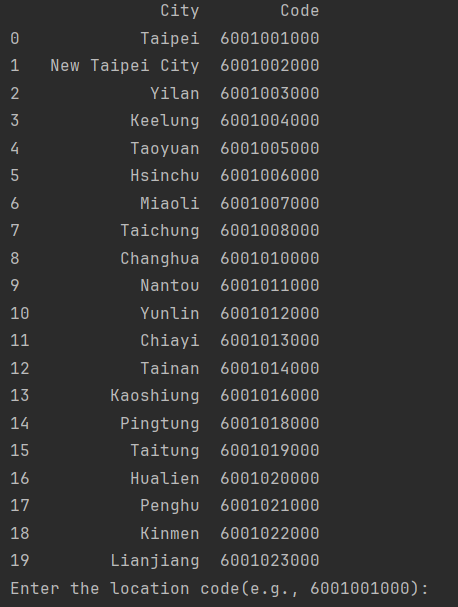 City Code
0 Taipei 6001001000
1 New Taipei City 6001002000
2 Yilan 6001003000
3 Keelung 6001004000
4 Taoyuan 6001005000
5 Hsinchu 6001006000
6 Miaoli 6001007000
7 Taichung 6001008000
8 Changhua 6001010000
9 Nantou 6001011000
10 Yunlin 6001012000
11 Chiayi 6001013000
12 Tainan 6001014000
13 Kaoshiung 6001016000
14 Pingtung 6001018000
15 Taitung 6001019000
16 Hualien 6001020000
17 Penghu 6001021000
18 Kinmen 6001022000
19 Lianjiang 6001023000
Enter the location code(e.g., 6001001000):